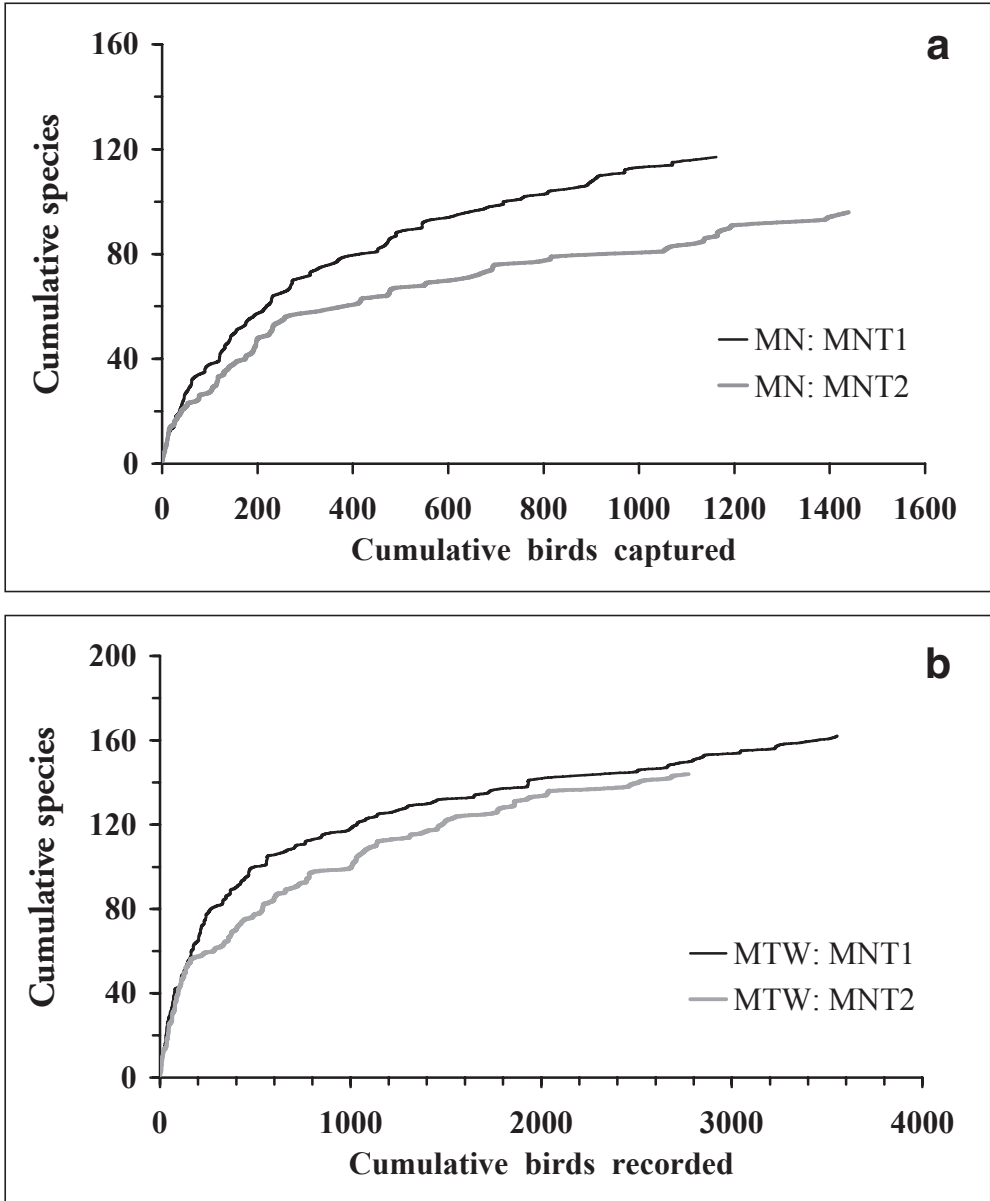 a
160
120
80
40
0
Cumulative species
MN: MNT1
MN: MNT2
0 200 400 600 800 1000 1200 1400 1600
Cumulative birds captured
b
200
160
120
80
40
0
Cumulative species
MTW: MNT1
MTW: MNT2
0 1000 2000 3000 4000
Cumulative birds recorded